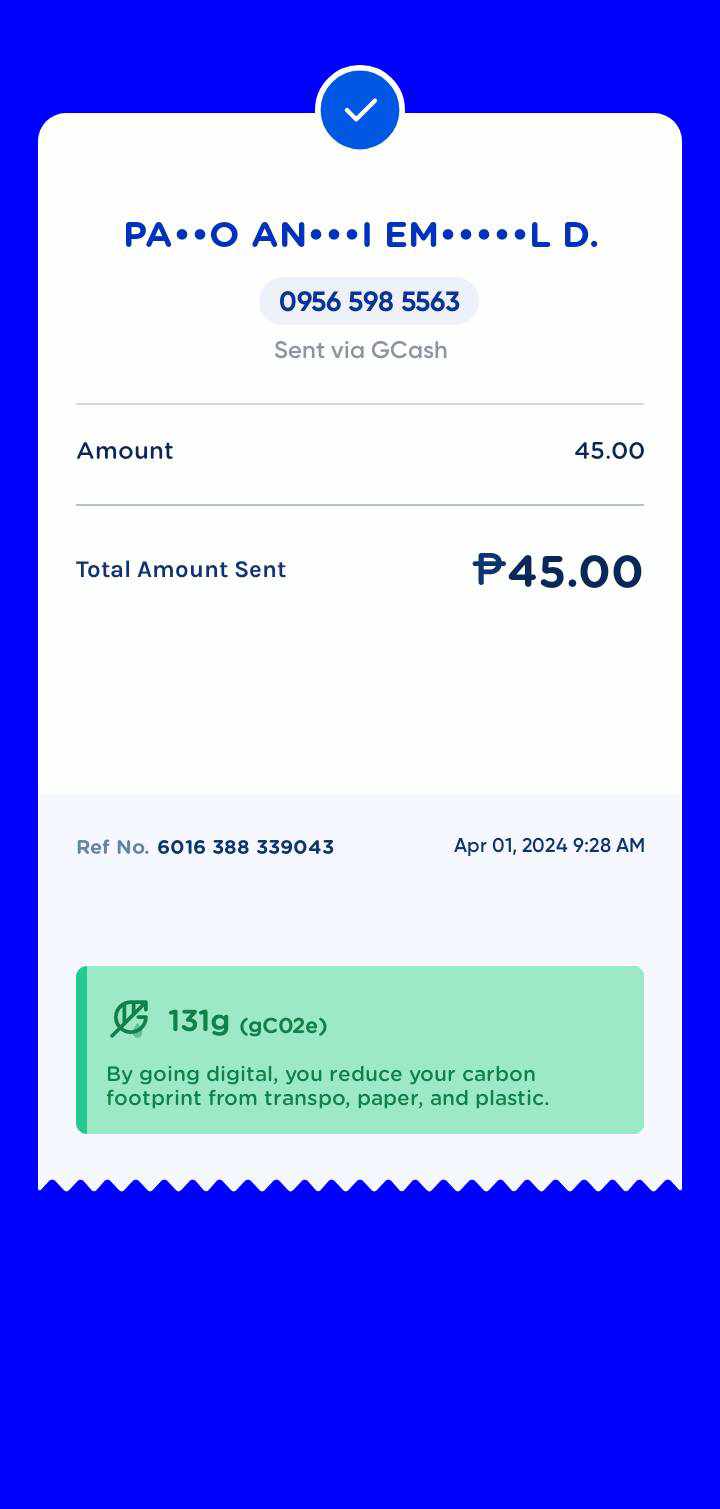 PA••O AN•••I EM•••••L D.
0956 598 5563
Sent via GCash
Amount 45.00
Total Amount Sent ₱45.00
Ref No. 6016 388 339043 Apr 01, 2024 9:28 AM
131g (gC02e)
By going digital, you reduce your carbon
footprint from transpo, paper, and plastic.